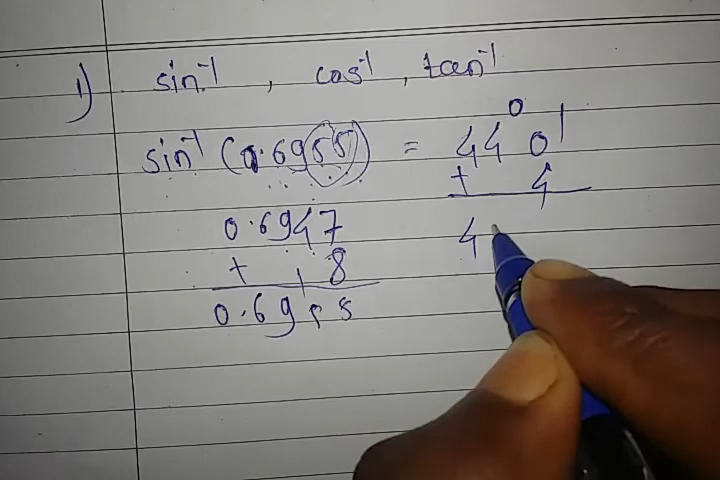 1) sin⁻¹, cos⁻¹, tan⁻¹
sin⁻¹ (0.6955) = 44° 0'
+ 4
0.6947
+ 8
0.6955
4